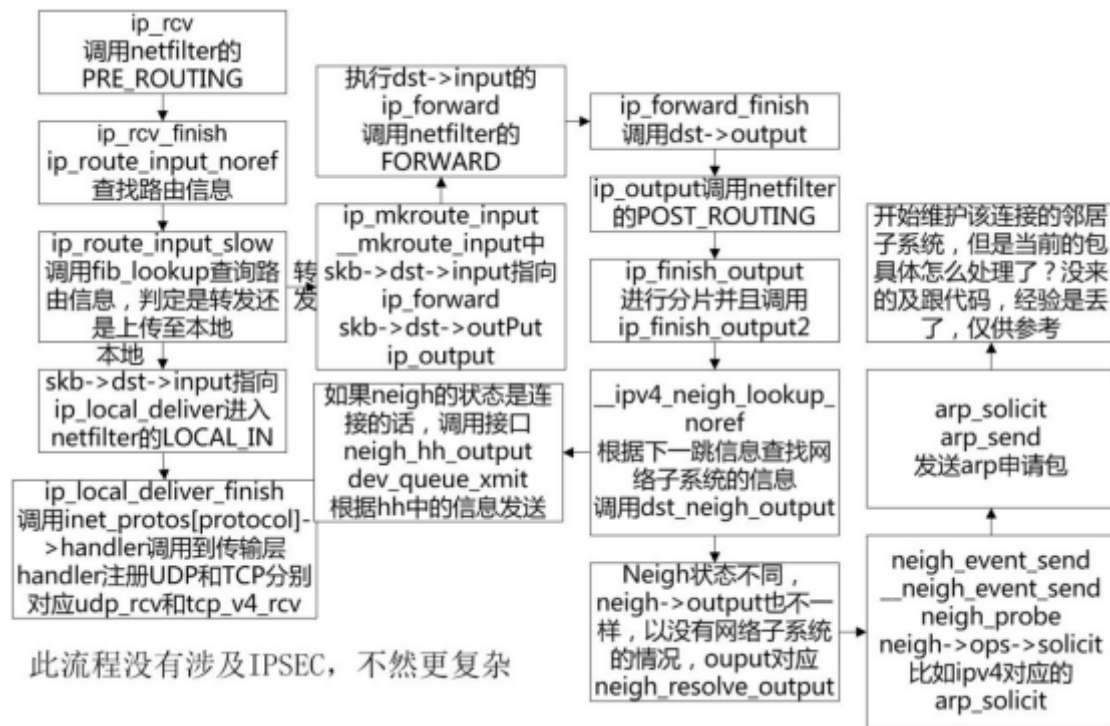 ip_rcv
调用netfilter的
PRE_ROUTING
ip_rcv_finish
ip_route_input_noref
查找路由信息
ip_route_input_slow
调用fib_lookup查询路
由信息，判定是转发还
是上传至本地
本地
转
发
skb->dst->input指向
ip_local_deliver进入
netfilter的LOCAL_IN
ip_local_deliver_finish
调用inet_protos[protocol]-
>handler调用到传输层
handler注册UDP和TCP分别
对应udp_rcv和tcp_v4_rcv
执行dst->input的
ip_forward
调用netfilter的
FORWARD
ip_mkroute_input
__mkroute_input中
skb->dst->input指向
ip_forward
skb->dst->outPut
ip_output
如果neigh的状态是连
接的话，调用接口
neigh_hh_output
dev_queue_xmit
根据hh中的信息发送
ip_forward_finish
调用dst->output
ip_output调用netfilter
的POST_ROUTING
ip_finish_output
进行分片并且调用
ip_finish_output2
__ipv4_neigh_lookup_
noref
根据下一跳信息查找网
络子系统的信息
调用dst_neigh_output
Neigh状态不同，
neigh->output也不一
样，以没有网络子系统
的情况，ouput对应
neigh_resolve_output
开始维护该连接的邻居
子系统，但是当前的包
具体怎么处理了？没来
的及跟代码，经验是丢
了，仅供参考
arp_solicit
arp_send
发送arp申请包
neigh_event_send
__neigh_event_send
neigh_probe
neigh->ops->solicit
比如ipv4对应的
arp_solicit
此流程没有涉及IPSEC，不然更复杂